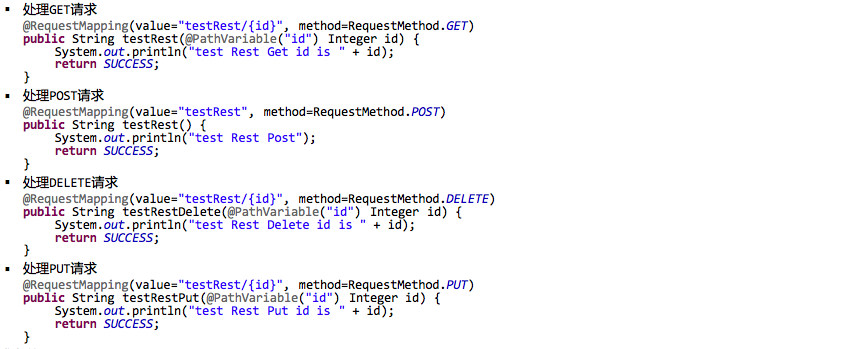 ▪ 处理GET请求
@RequestMapping(value="testRest/{id}", method=RequestMethod.GET)
public String testRest(@PathVariable("id") Integer id) {
    System.out.println("test Rest Get id is " + id);
    return SUCCESS;
}
▪ 处理POST请求
@RequestMapping(value="testRest", method=RequestMethod.POST)
public String testRest() {
    System.out.println("test Rest Post");
    return SUCCESS;
}
▪ 处理DELETE请求
@RequestMapping(value="testRest/{id}", method=RequestMethod.DELETE)
public String testRestDelete(@PathVariable("id") Integer id) {
    System.out.println("test Rest Delete id is " + id);
    return SUCCESS;
}
▪ 处理PUT请求
@RequestMapping(value="testRest/{id}", method=RequestMethod.PUT)
public String testRestPut(@PathVariable("id") Integer id) {
    System.out.println("test Rest Put id is " + id);
    return SUCCESS;
}